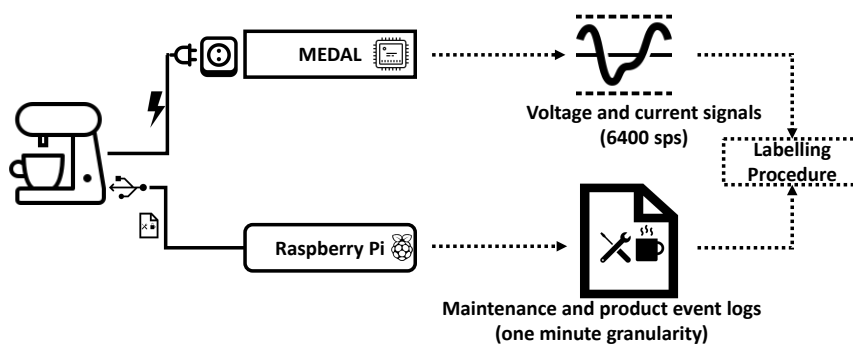 MEDAL
Voltage and current signals
(6400 sps)
Labelling
Procedure
Raspberry Pi
Maintenance and product event logs
(one minute granularity)